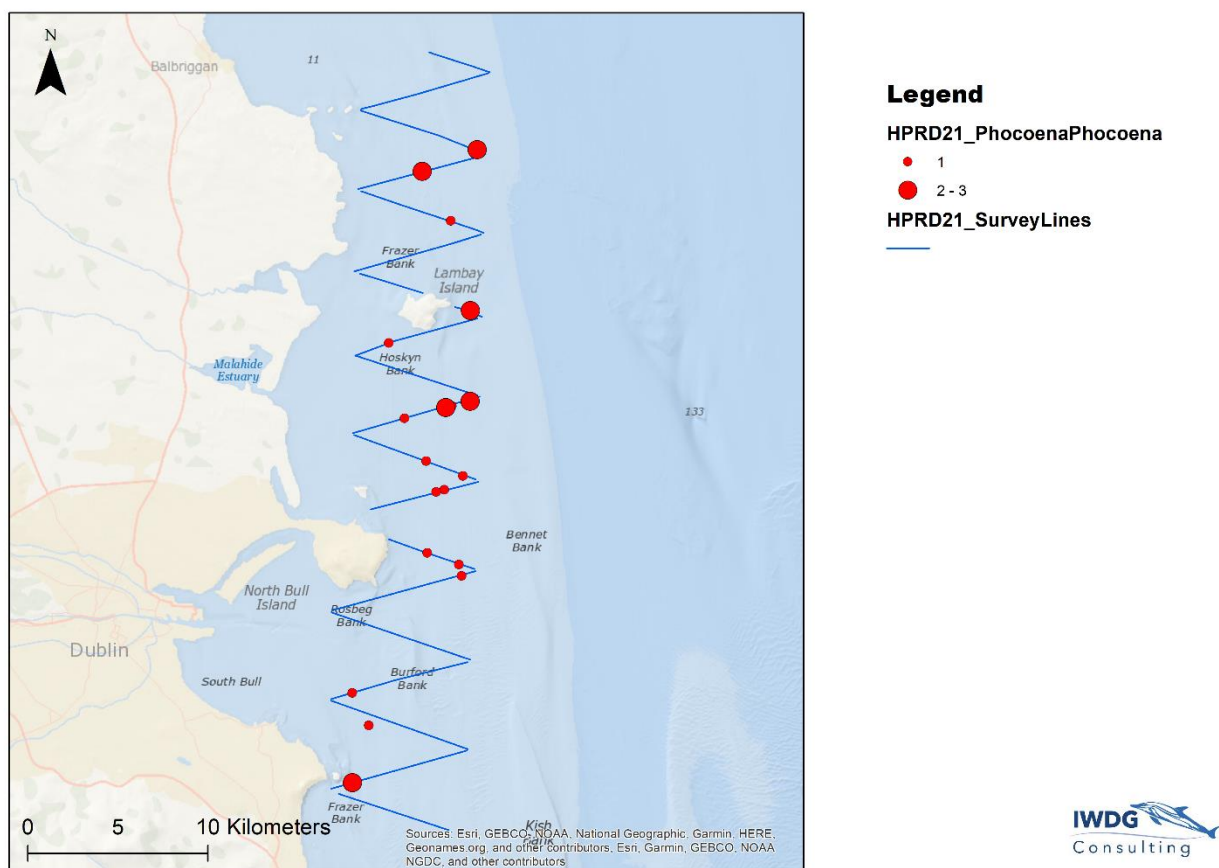 N
11
Balbriggan
Frazer
Bank
Lambay
Island
Hoskyn
Bank
Malahide
Estuary
133
Bennet
Bank
North Bull
Island
Rosbeg
Bank
Dublin
Burford
Bank
South Bull
Frazer
Bank
Kish
Bank
0 5 10 Kilometers
Sources: Esri, GEBCO, NOAA, National Geographic, Garmin, HERE,
Geonames.org, and other contributors, Esri, Garmin, GEBCO, NOAA
NGDC, and other contributors
Legend
HPRD21_PhocoenaPhocoena
1
2 - 3
HPRD21_SurveyLines
IWDG
Consulting